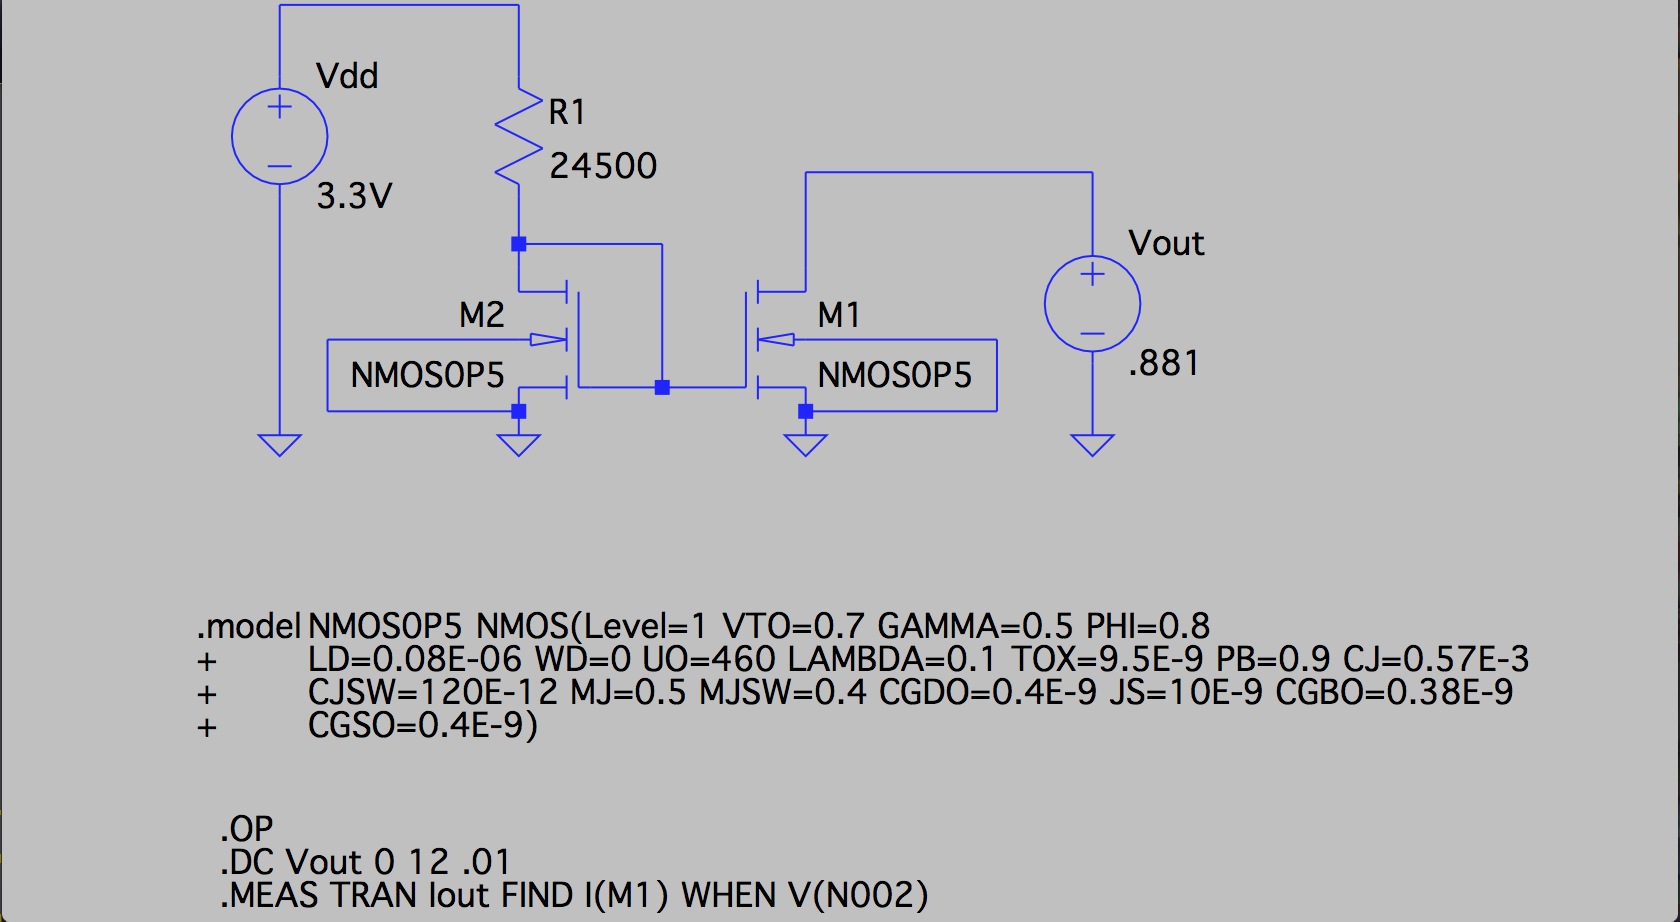 Vdd
3.3V
R1
24500
M2
NMOS0P5
M1
NMOS0P5
Vout
.881
.model NMOS0P5 NMOS(Level=1 VTO=0.7 GAMMA=0.5 PHI=0.8
+ LD=0.08E-06 WD=0 UO=460 LAMBDA=0.1 TOX=9.5E-9 PB=0.9 CJ=0.57E-3
+ CJSW=120E-12 MJ=0.5 MJSW=0.4 CGDO=0.4E-9 JS=10E-9 CGBO=0.38E-9
+ CGSO=0.4E-9)
.OP
.DC Vout 0 12 .01
.MEAS TRAN Iout FIND I(M1) WHEN V(N002)